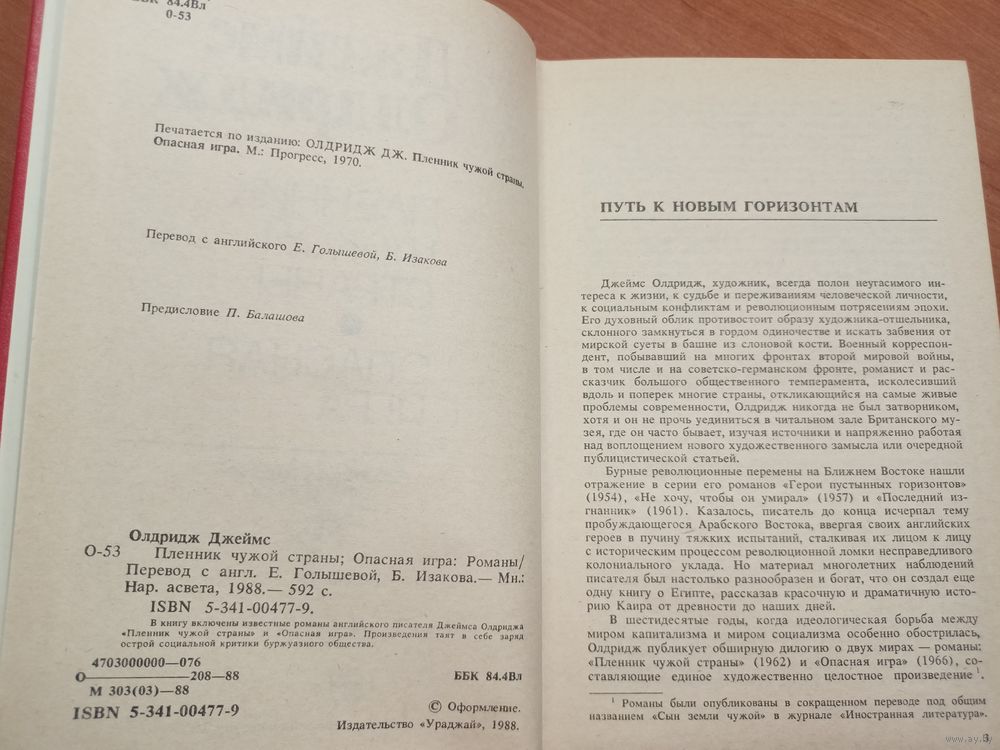 ББК 84.4Вл
О-53
Печатается по изданию: ОЛДРИДЖ ДЖ. Пленник чужой страны.
Опасная игра. М.: Прогресс, 1970.
Перевод с английского Е. Голышевой, Б. Изакова
Предисловие П. Балашова
Олдридж Джеймс
О-53
Пленник чужой страны; Опасная игра: Романы/
Перевод с англ. Е. Голышевой, Б. Изакова.— Мн.:
Нар. асвета, 1988.— 592 с.
ISBN 5-341-00477-9.
В книгу включены известные романы английского писателя Джеймса Олдриджа
«Пленник чужой страны» и «Опасная игра». Произведения таят в себе заряд
острой социальной критики буржуазного общества.
4703000000—076
О—208—88
М 303(03)—88
ББК 84.4Вл
ISBN 5-341-00477-9
© Оформление.
Издательство «Ураджай», 1988.
ПУТЬ К НОВЫМ ГОРИЗОНТАМ
Джеймс Олдридж, художник, всегда полон неугасимого ин-
тереса к жизни, к судьбе и переживаниям человеческой личности,
к социальным конфликтам и революционным потрясениям эпохи.
Его духовный облик противостоит образу художника-отшельника,
склонного замкнуться в гордом одиночестве и искать забвения от
мирской суеты в башне из слоновой кости. Военный корреспон-
дент, побывавший на многих фронтах второй мировой войны,
в том числе и на советско-германском фронте, романист и рас-
сказчик большого общественного темперамента, исколесивший
вдоль и поперек многие страны, откликающийся на самые живые
проблемы современности, Олдридж никогда не был затворником,
хотя и он не прочь уединиться в читальном зале Британского му-
зея, где он часто бывает, изучая источники и напряженно работая
над воплощением нового художественного замысла или очередной
публицистической статьей.
Бурные революционные перемены на Ближнем Востоке нашли
отражение в серии его романов «Герои пустынных горизонтов»
(1954), «Не хочу, чтобы он умирал» (1957) и «Последний из-
гнанник» (1961). Казалось, писатель до конца исчерпал тему
пробуждающегося Арабского Востока, ввергая своих английских
героев в пучину тяжких испытаний, сталкивая их лицом к лицу
с историческим процессом революционной ломки несправедливого
колониального уклада. Но материал многолетних наблюдений
писателя был настолько разнообразен и богат, что он создал еще
одну книгу о Египте, рассказав красочную и драматичную исто-
рию Каира от древности до наших дней.
В шестидесятые годы, когда идеологическая борьба между
миром капитализма и миром социализма особенно обострилась,
Олдридж публикует обширную дилогию о двух мирах — романы:
«Пленник чужой страны» (1962) и «Опасная игра» (1966), со-
ставляющие единое художественно целостное произведение ¹.
¹ Романы были опубликованы в сокращенном переводе под общим
названием «Сын земли чужой» в журнале «Иностранная литература».
3